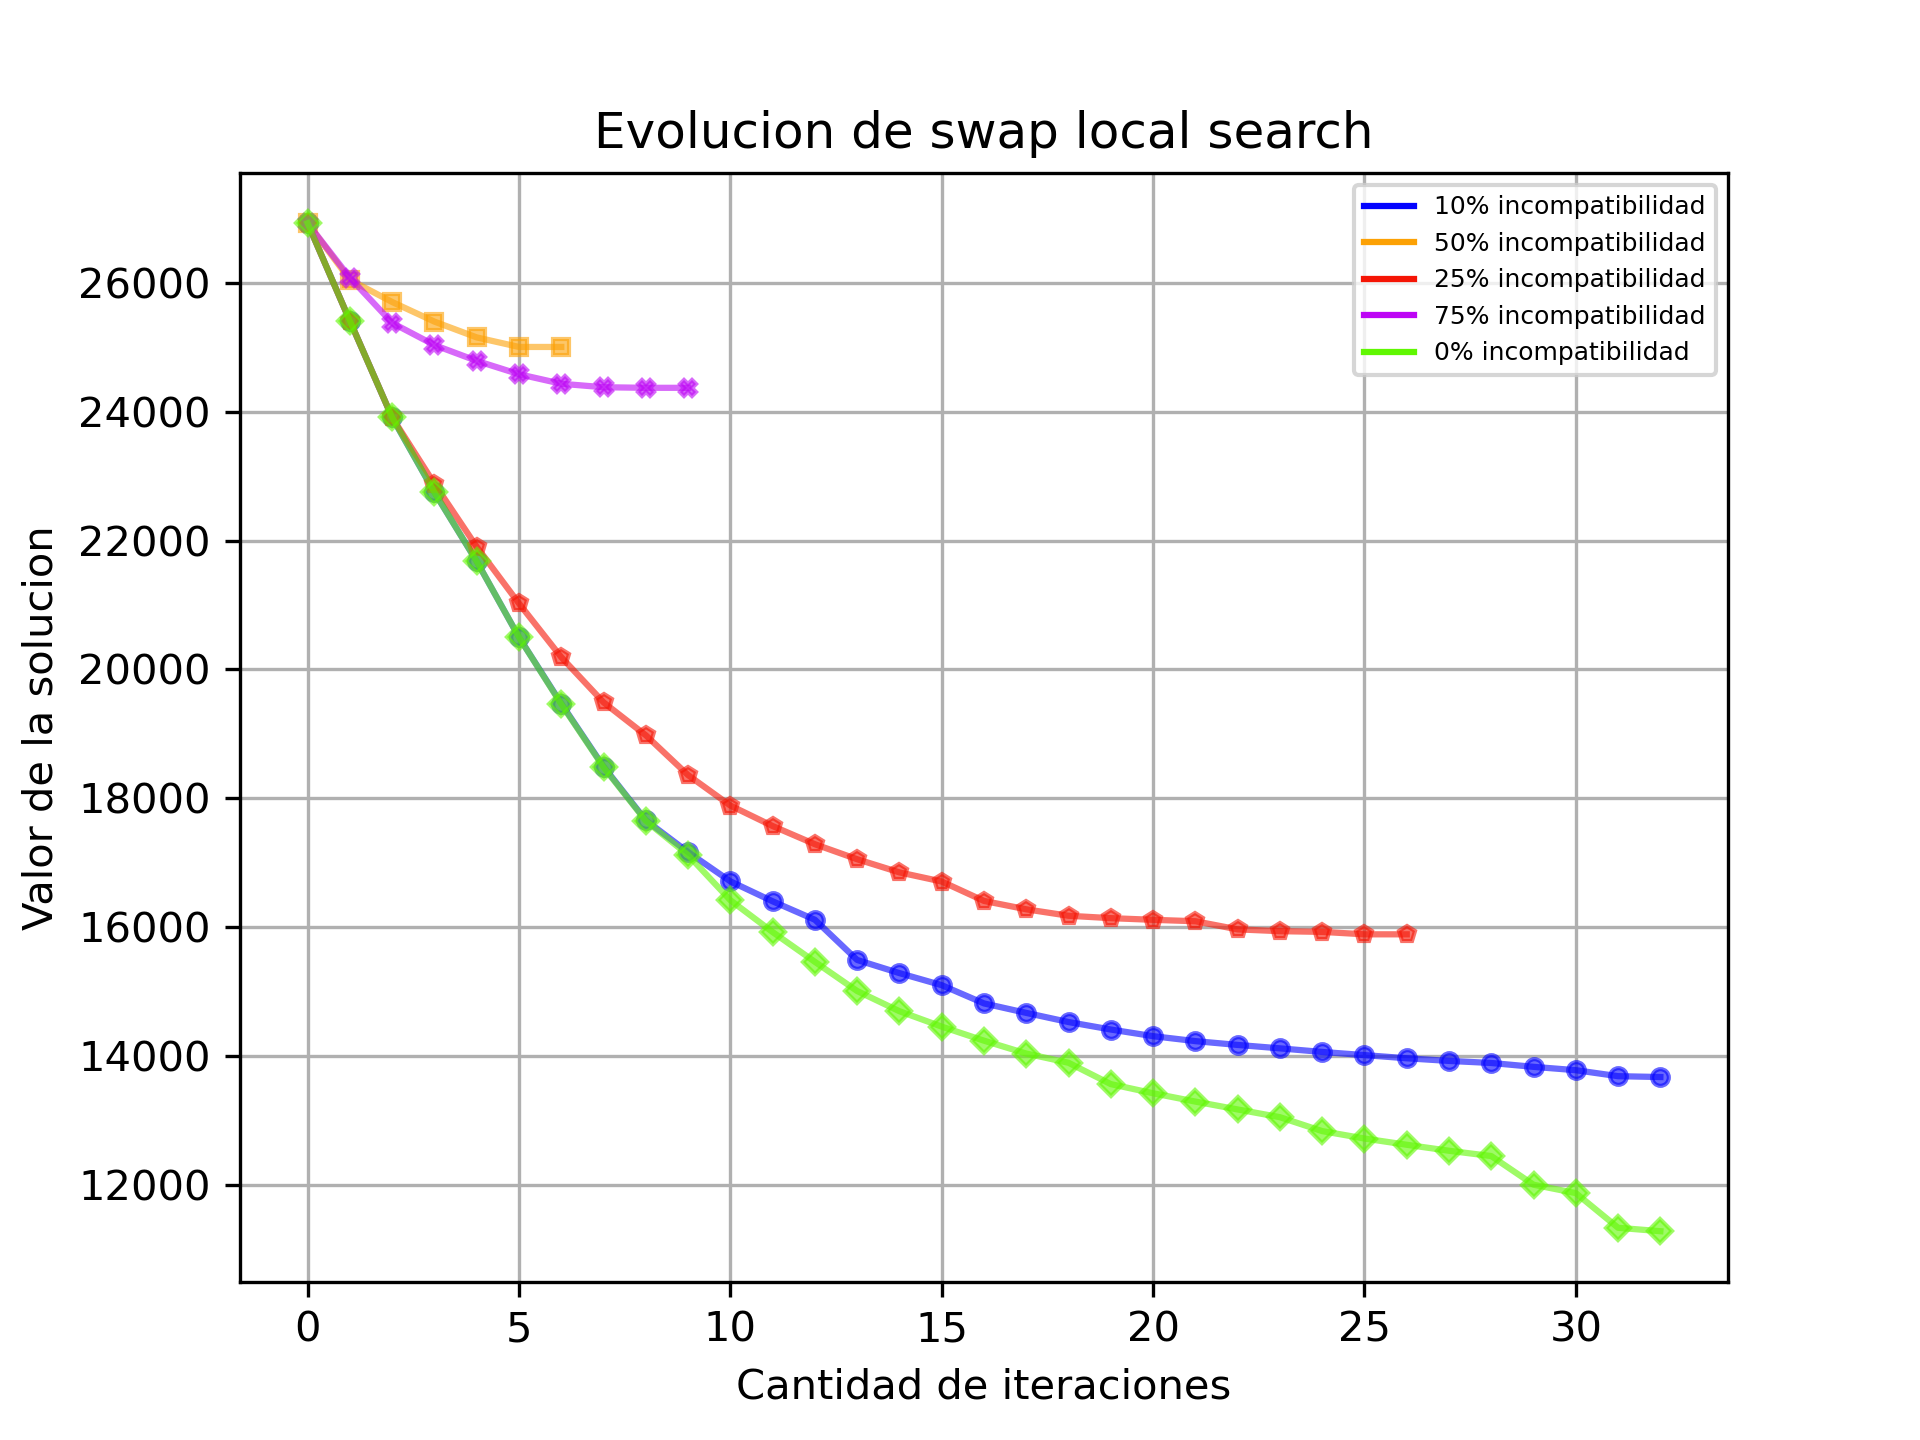 Evolucion de swap local search
10% incompatibilidad
50% incompatibilidad
25% incompatibilidad
75% incompatibilidad
0% incompatibilidad
Valor de la solucion
26000
24000
22000
20000
18000
16000
14000
12000
0 5 10 15 20 25 30
Cantidad de iteraciones